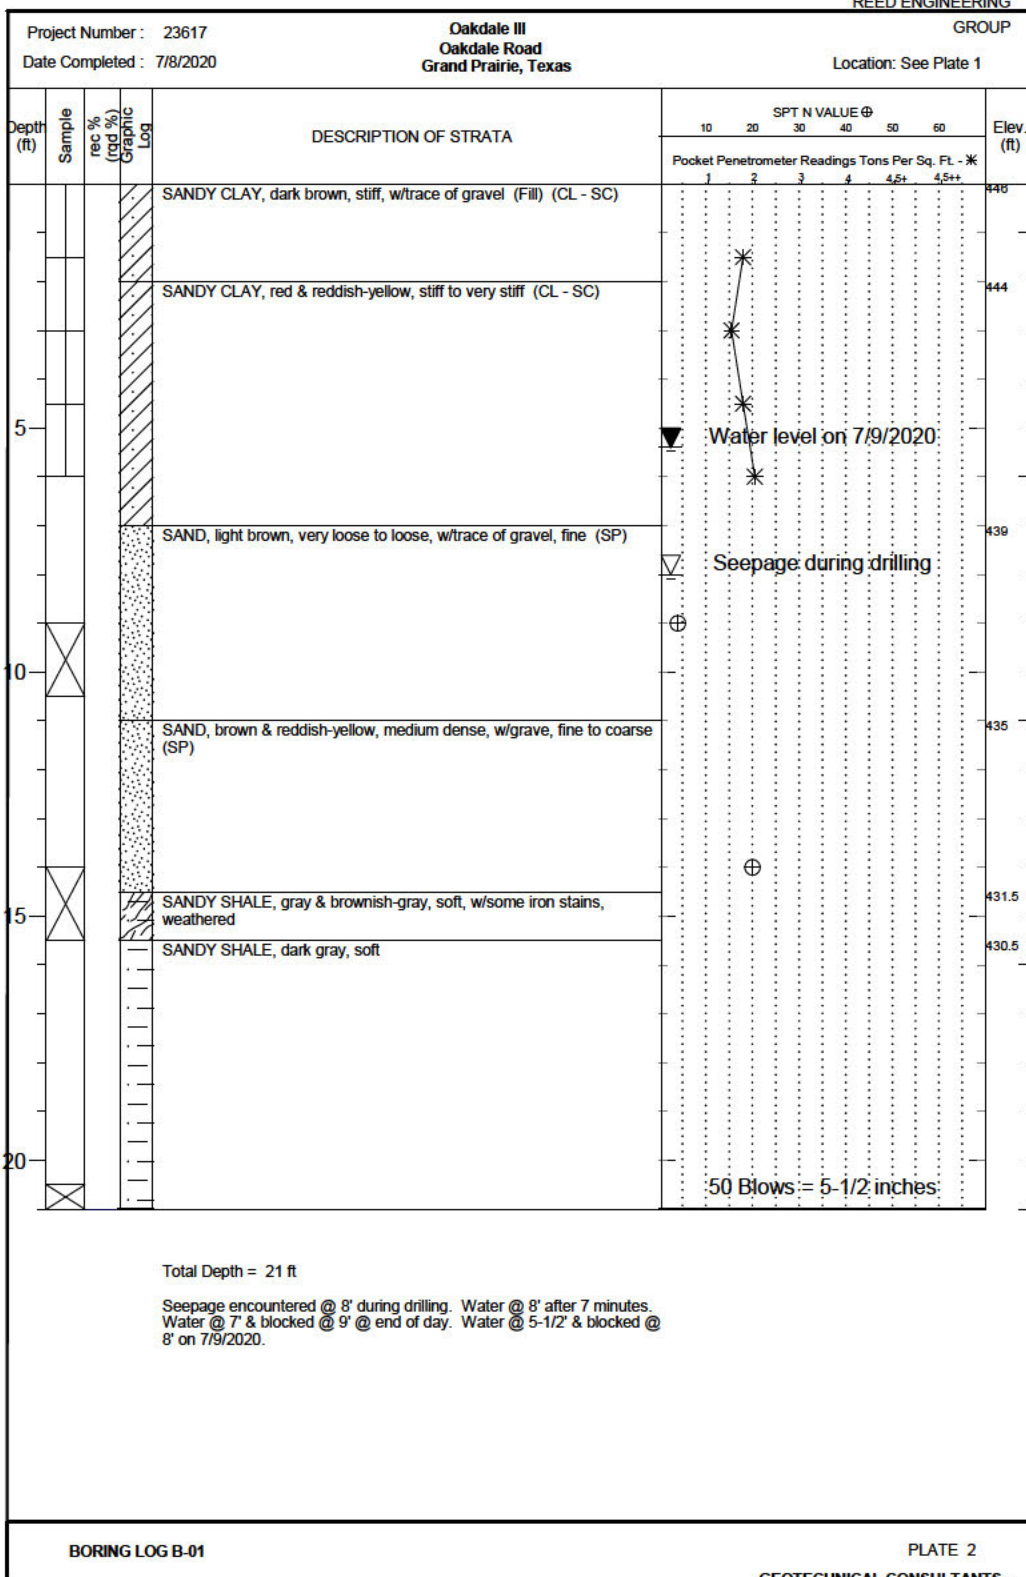 REED ENGINEERING
GROUP
Project Number : 23617
Date Completed : 7/8/2020
Oakdale III
Oakdale Road
Grand Prairie, Texas
Location: See Plate 1
Depth
(ft)
Sample
rec %
(rqd %)
Graphic
Log
DESCRIPTION OF STRATA
SPT N VALUE ⊕
10 20 30 40 50 60
Pocket Penetrometer Readings Tons Per Sq. Ft. - ✳
1 2 3 4 4.5+ 4.5++
Elev.
(ft)
SANDY CLAY, dark brown, stiff, w/trace of gravel (Fill) (CL - SC)
446
SANDY CLAY, red & reddish-yellow, stiff to very stiff (CL - SC)
444
5
Water level on 7/9/2020
SAND, light brown, very loose to loose, w/trace of gravel, fine (SP)
439
Seepage during drilling
10
SAND, brown & reddish-yellow, medium dense, w/grave, fine to coarse
(SP)
435
SANDY SHALE, gray & brownish-gray, soft, w/some iron stains,
weathered
431.5
15
SANDY SHALE, dark gray, soft
430.5
20
50 Blows = 5-1/2 inches
Total Depth = 21 ft
Seepage encountered @ 8' during drilling. Water @ 8' after 7 minutes.
Water @ 7' & blocked @ 9' @ end of day. Water @ 5-1/2' & blocked @
8' on 7/9/2020.
BORING LOG B-01
PLATE 2
GEOTECHNICAL CONSULTANTS